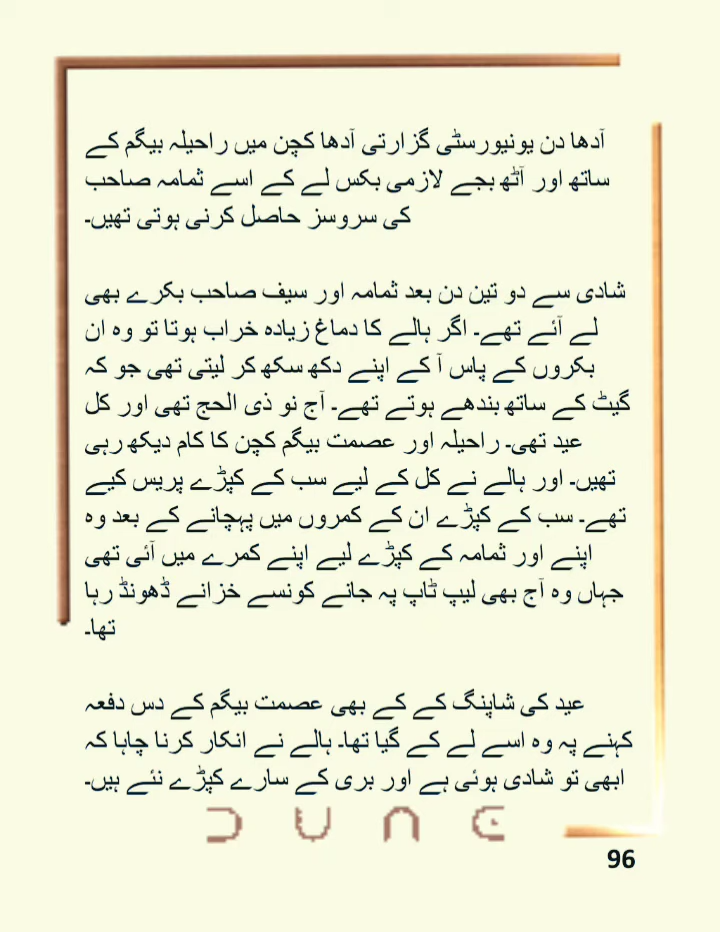 آدھا دن یونیورسٹی گزارتی آدھا کچن میں راحیلہ بیگم کے
ساتھ اور آٹھ بجے لازمی بکس لے کے اسے ثمامہ صاحب
کی سروسز حاصل کرنی ہوتی تھیں۔
شادی سے دو تین دن بعد ثمامہ اور سیف صاحب بکرے بھی
لے آئے تھے۔ اگر ہالے کا دماغ زیادہ خراب ہوتا تو وہ ان
بکروں کے پاس آ کے اپنے دکھ سکھ کر لیتی تھی جو کہ
گیٹ کے ساتھ بندھے ہوتے تھے۔ آج نو ذی الحج تھی اور کل
عید تھی۔ راحیلہ اور عصمت بیگم کچن کا کام دیکھ رہی
تھیں۔ اور ہالے نے کل کے لیے سب کے کپڑے پریس کیے
تھے۔ سب کے کپڑے ان کے کمروں میں پہچانے کے بعد وہ
اپنے اور ثمامہ کے کپڑے لیے اپنے کمرے میں آئی تھی
جہاں وہ آج بھی لیپ ٹاپ پہ جانے کونسے خزانے ڈھونڈ رہا
تھا۔
عید کی شاپنگ کے کے بھی عصمت بیگم کے دس دفعہ
کہنے پہ وہ اسے لے کے گیا تھا۔ ہالے نے انکار کرنا چاہا کہ
ابھی تو شادی ہوئی ہے اور بری کے سارے کپڑے نئے ہیں۔
DUNE
96